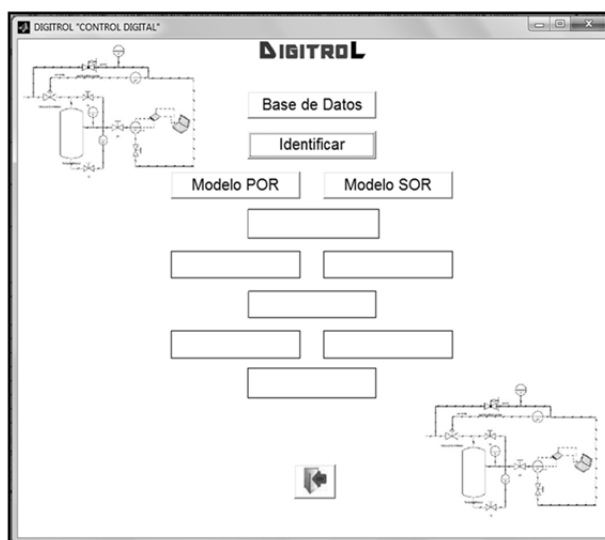 DIGITROL "CONTROL DIGITAL"
DIGITROL
Base de Datos
Identificar
Modelo POR Modelo SOR